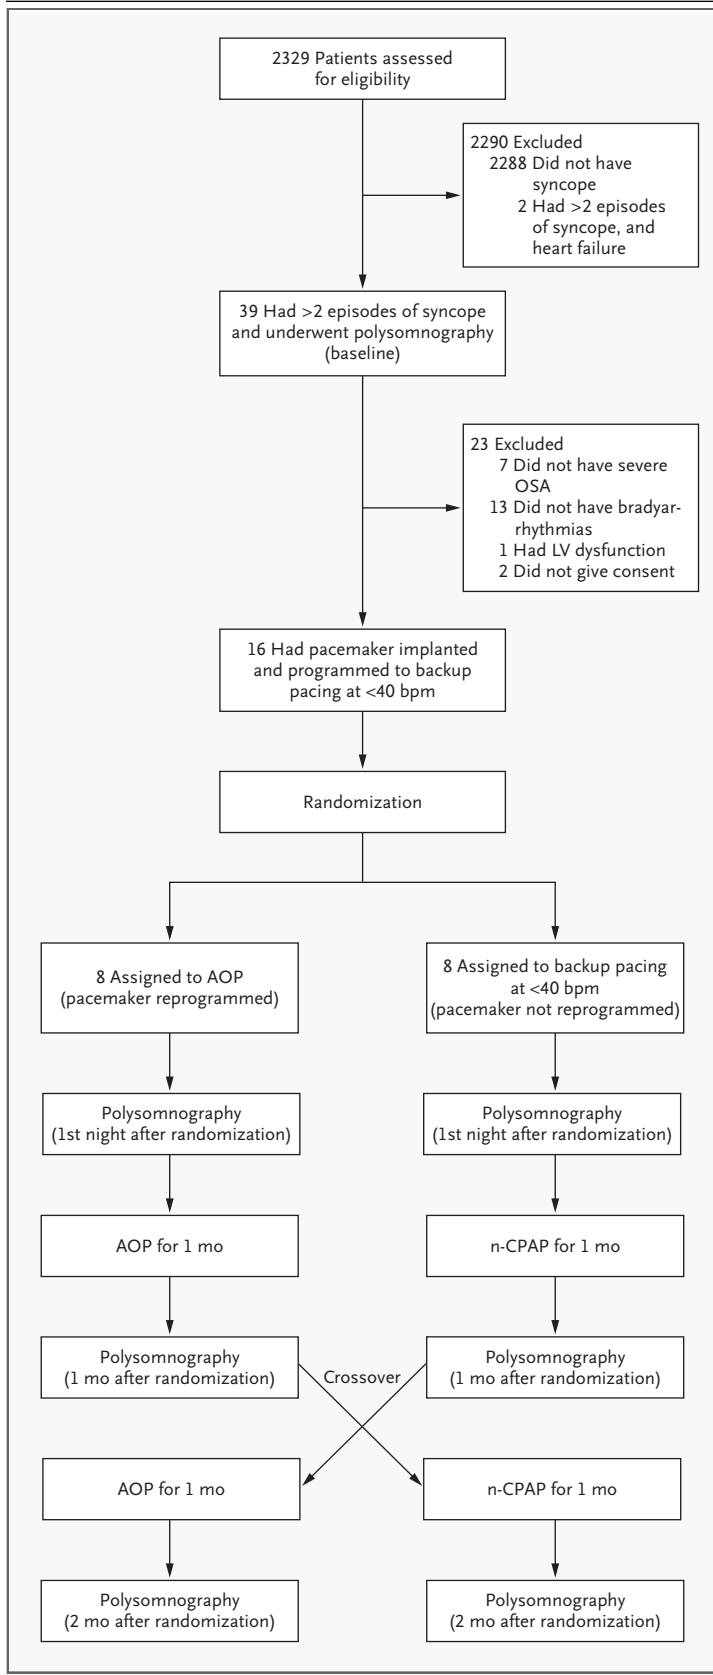 2329 Patients assessed
for eligibility
2290 Excluded
2288 Did not have
syncope
2 Had >2 episodes
of syncope, and
heart failure
39 Had >2 episodes of syncope
and underwent polysomnography
(baseline)
23 Excluded
7 Did not have severe
OSA
13 Did not have bradyar-
rhythmias
1 Had LV dysfunction
2 Did not give consent
16 Had pacemaker implanted
and programmed to backup
pacing at <40 bpm
Randomization
8 Assigned to AOP
(pacemaker reprogrammed)
8 Assigned to backup pacing
at <40 bpm
(pacemaker not reprogrammed)
Polysomnography
(1st night after randomization)
Polysomnography
(1st night after randomization)
AOP for 1 mo
n-CPAP for 1 mo
Polysomnography
(1 mo after randomization)
Crossover
Polysomnography
(1 mo after randomization)
AOP for 1 mo
n-CPAP for 1 mo
Polysomnography
(2 mo after randomization)
Polysomnography
(2 mo after randomization)